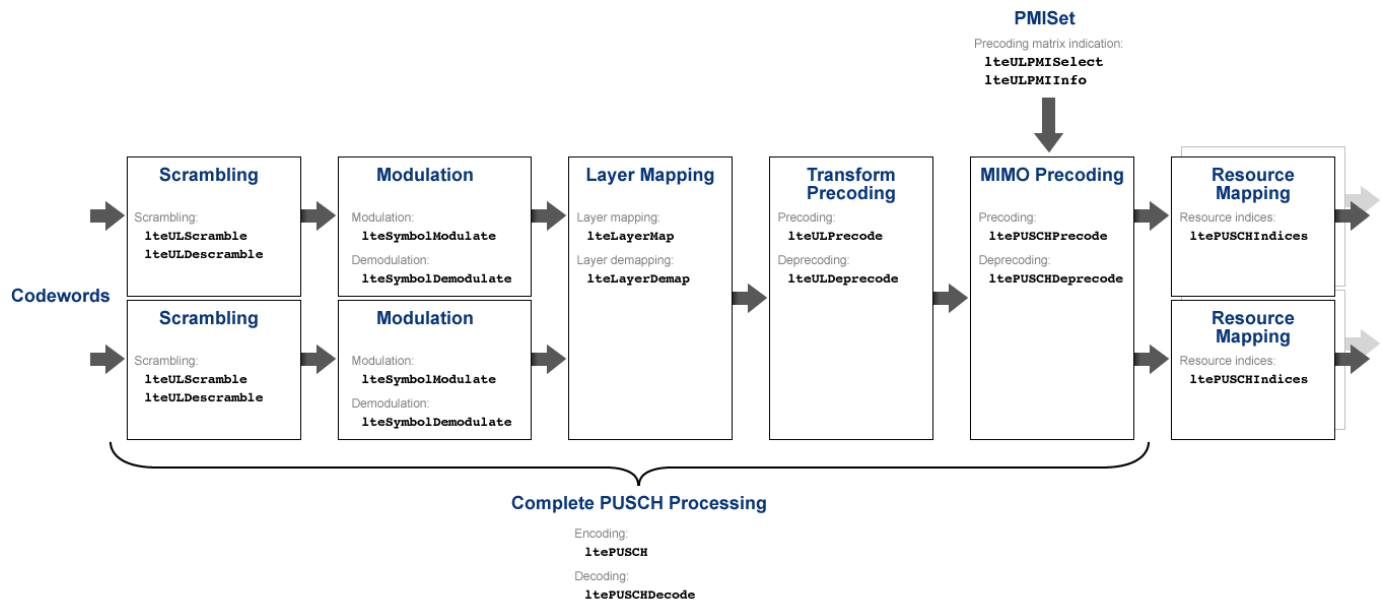 PMISet
Precoding matrix indication:
lteULPMISelect
lteULPMIInfo
Codewords
Scrambling
Scrambling:
lteULScramble
lteULDescramble
Modulation
Modulation:
lteSymbolModulate
Demodulation:
lteSymbolDemodulate
Layer Mapping
Layer mapping:
lteLayerMap
Layer demapping:
lteLayerDemap
Transform
Precoding
Precoding:
lteULPrecode
Deprecoding:
lteULDeprecode
MIMO Precoding
Precoding:
ltePUSCHPrecode
Deprecoding:
ltePUSCHDeprecode
Resource
Mapping
Resource indices:
ltePUSCHIndices
Scrambling
Scrambling:
lteULScramble
lteULDescramble
Modulation
Modulation:
lteSymbolModulate
Demodulation:
lteSymbolDemodulate
Resource
Mapping
Resource indices:
ltePUSCHIndices
Complete PUSCH Processing
Encoding:
ltePUSCH
Decoding:
ltePUSCHDecode